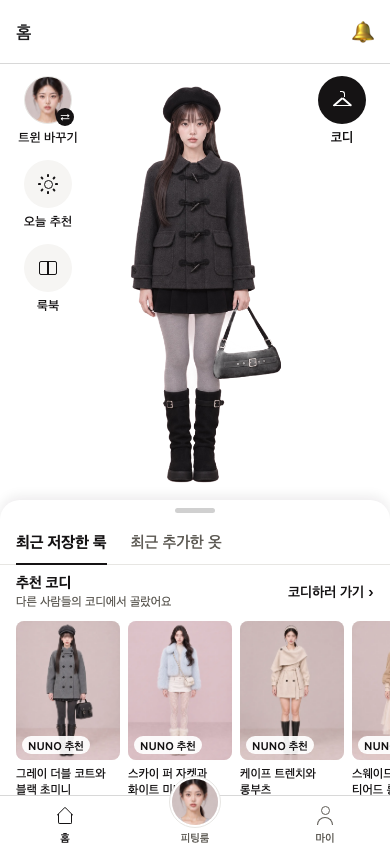 홈
트윈 바꾸기
코디
오늘 추천
룩북
최근 저장한 룩
최근 추가한 옷
추천 코디
다른 사람들의 코디에서 골랐어요
코디하러 가기 ›
NUNO 추천
NUNO 추천
NUNO 추천
NUN
그레이 더블 코트와
블랙 초미니
스카이 퍼 자켓과
화이트 미
케이프 트렌치와
롱부츠
스웨이드
티어드
홈
피팅룸
마이